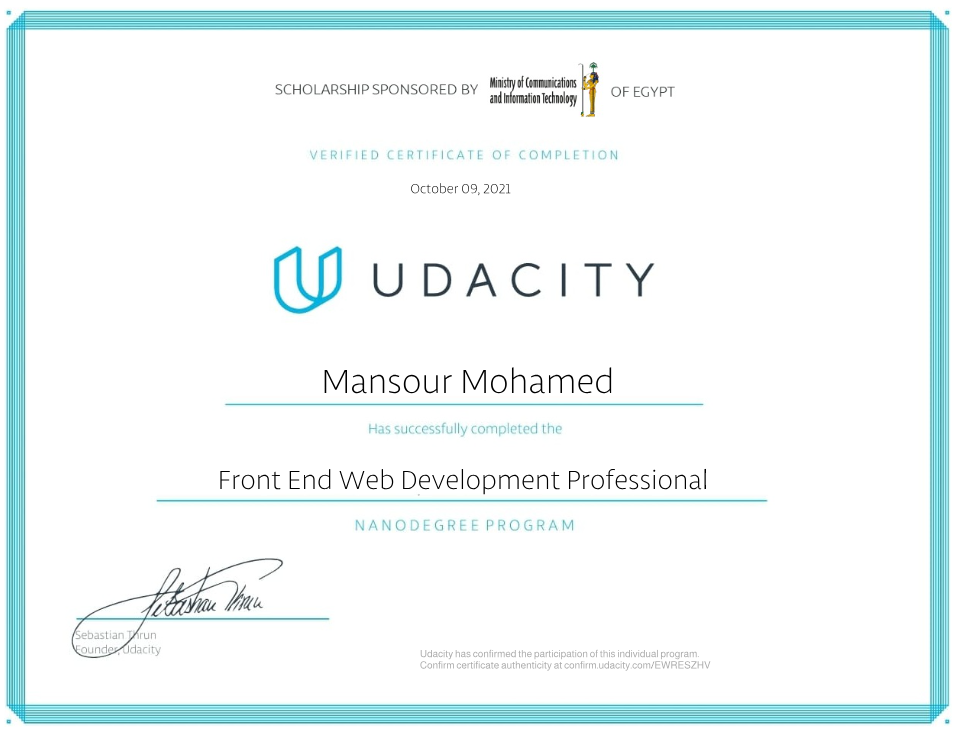 SCHOLARSHIP SPONSORED BY Ministry of Communications and Information Technology OF EGYPT
VERIFIED CERTIFICATE OF COMPLETION
October 09, 2021
UDACITY
Mansour Mohamed
Has successfully completed the
Front End Web Development Professional
NANODEGREE PROGRAM
Sebastian Thrun
Sebastian Thrun
Founder, Udacity
Udacity has confirmed the participation of this individual program.
Confirm certificate authenticity at confirm.udacity.com/EWRESZHV